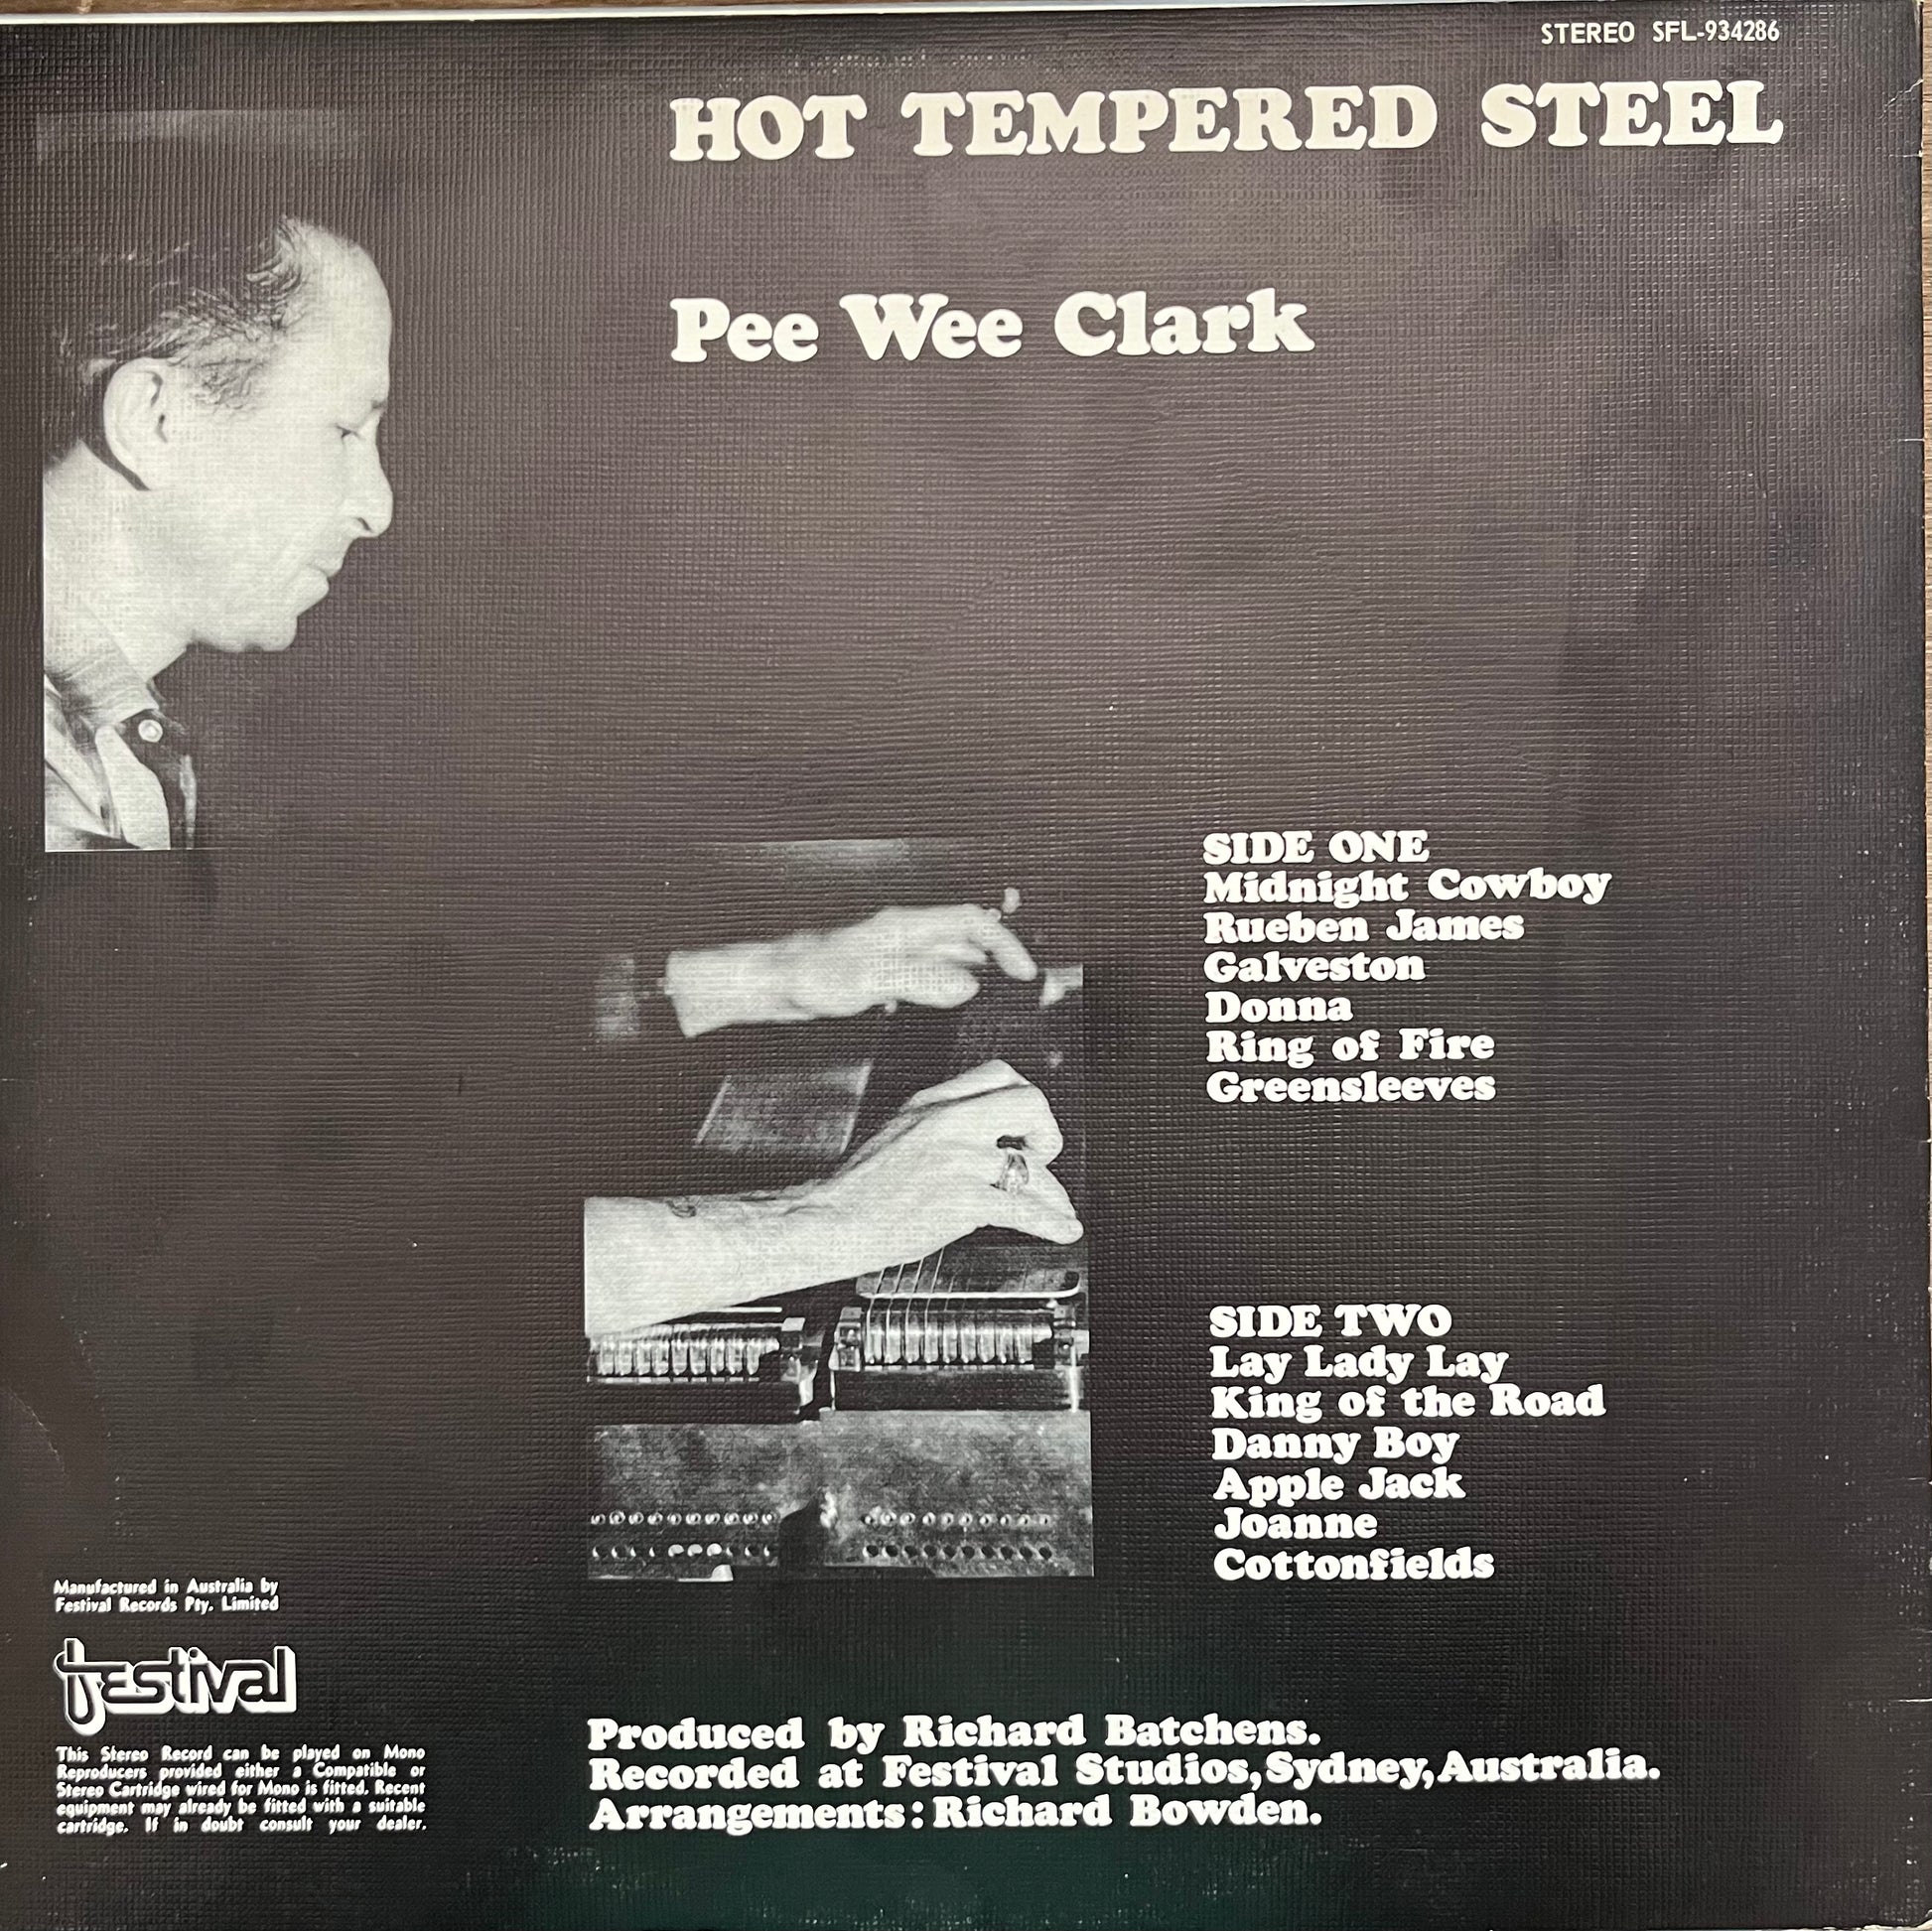 STEREO SFL-934286
HOT TEMPERED STEEL
Pee Wee Clark
SIDE ONE
Midnight Cowboy
Rueben James
Galveston
Donna
Ring of Fire
Greensleeves
SIDE TWO
Lay Lady Lay
King of the Road
Danny Boy
Apple Jack
Joanne
Cottonfields
Manufactured in Australia by
Festival Records Pty. Limited
festival
This Stereo Record can be played on Mono
Reproducers provided either a Compatible or
Stereo Cartridge wired for Mono is fitted. Recent
equipment may already be fitted with a suitable
cartridge. If in doubt consult your dealer.
Produced by Richard Batchens.
Recorded at Festival Studios, Sydney, Australia.
Arrangements: Richard Bowden.